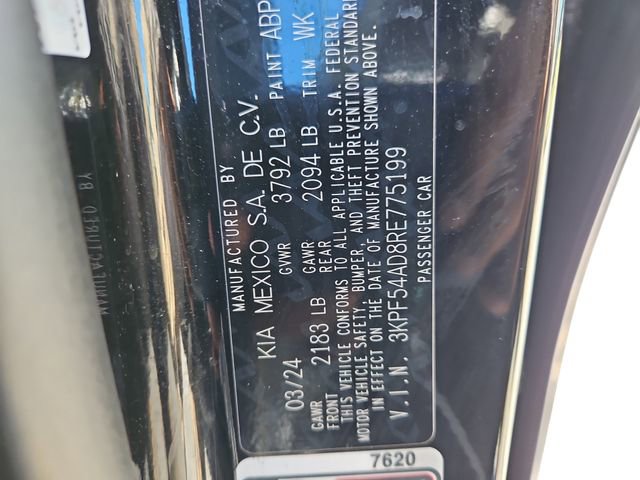 MANUFACTURED BY
KIA MEXICO S.A. DE C.V.
03/24 GVWR 3792 LB PAINT ABP
GAWR FRONT 2183 LB GAWR REAR 2094 LB TRIM WK
THIS VEHICLE CONFORMS TO ALL APPLICABLE U.S.A. FEDERAL
MOTOR VEHICLE SAFETY, BUMPER, AND THEFT PREVENTION STANDARDS
IN EFFECT ON THE DATE OF MANUFACTURE SHOWN ABOVE.
V.I.N. 3KPF54AD8RE775199
PASSENGER CAR
7620